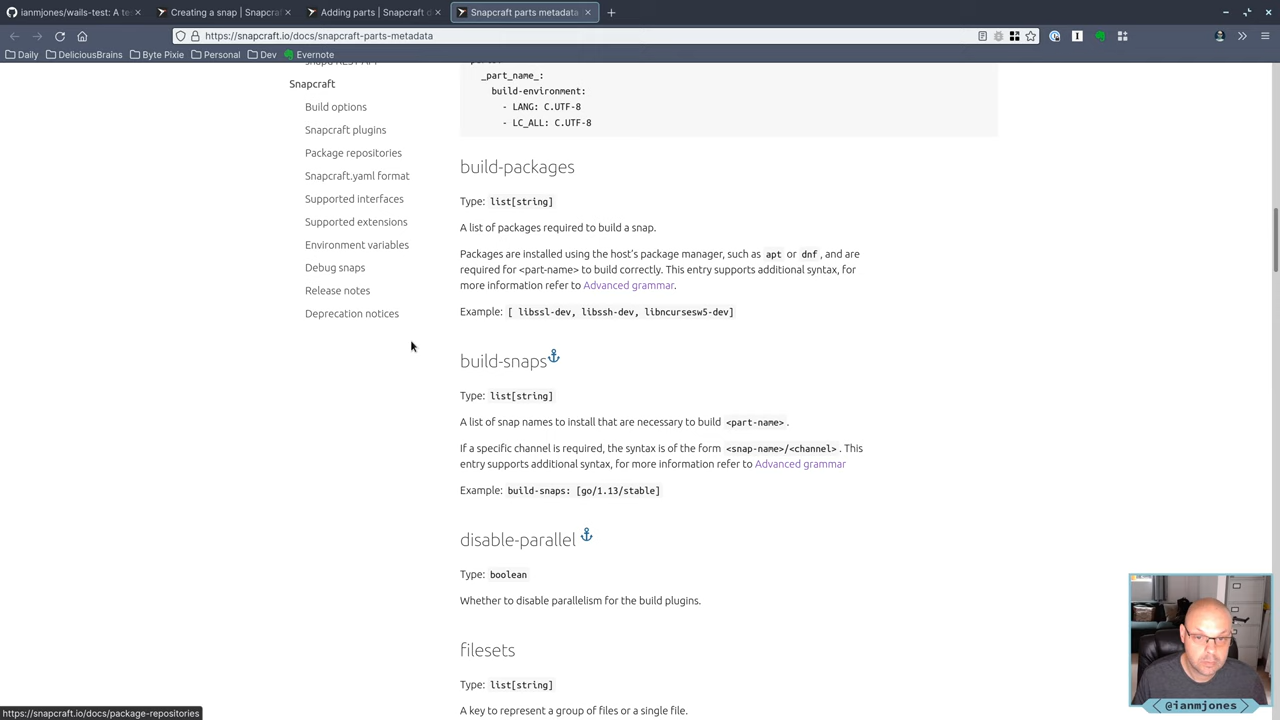 ianmjones/wails-test: A te
Creating a snap | Snapcraf
Adding parts | Snapcraft d
Snapcraft parts metadata
https://snapcraft.io/docs/snapcraft-parts-metadata
Daily
DeliciousBrains
Byte Pixie
Personal
Dev
Evernote
Snapcraft
Build options
Snapcraft plugins
Package repositories
Snapcraft.yaml format
Supported interfaces
Supported extensions
Environment variables
Debug snaps
Release notes
Deprecation notices
_part_name_:
build-environment:
- LANG: C.UTF-8
- LC_ALL: C.UTF-8
build-packages
Type: list[string]
A list of packages required to build a snap.
Packages are installed using the host's package manager, such as apt or dnf, and are
required for <part-name> to build correctly. This entry supports additional syntax, for
more information refer to Advanced grammar.
Example: [ libssl-dev, libssh-dev, libncursesw5-dev]
build-snaps
Type: list[string]
A list of snap names to install that are necessary to build <part-name>.
If a specific channel is required, the syntax is of the form <snap-name>/<channel>. This
entry supports additional syntax, for more information refer to Advanced grammar
Example: build-snaps: [go/1.13/stable]
disable-parallel
Type: boolean
Whether to disable parallelism for the build plugins.
filesets
Type: list[string]
A key to represent a group of files or a single file.
https://snapcraft.io/docs/package-repositories
@ianmjones